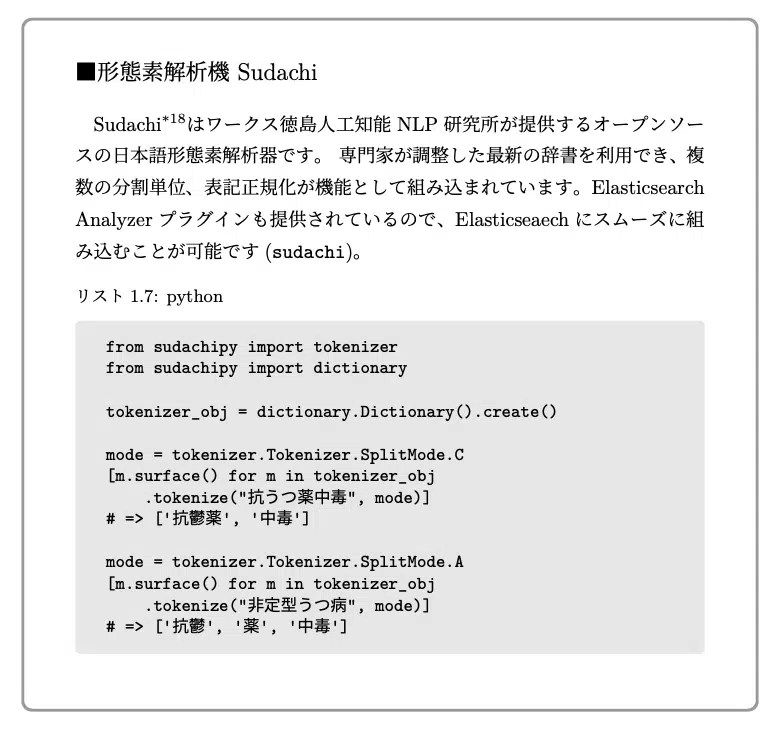 ■形態素解析機 Sudachi
Sudachi*18はワークス徳島人工知能 NLP 研究所が提供するオープンソー
スの日本語形態素解析器です。 専門家が調整した最新の辞書を利用でき、複
数の分割単位、表記正規化が機能として組み込まれています。Elasticsearch
Analyzer プラグインも提供されているので、Elasticseaech にスムーズに組
み込むことが可能です (sudachi)。
リスト 1.7: python
from sudachipy import tokenizer
from sudachipy import dictionary
tokenizer_obj = dictionary.Dictionary().create()
mode = tokenizer.Tokenizer.SplitMode.C
[m.surface() for m in tokenizer_obj
    .tokenize("抗うつ薬中毒", mode)]
# => ['抗鬱薬', '中毒']
mode = tokenizer.Tokenizer.SplitMode.A
[m.surface() for m in tokenizer_obj
    .tokenize("非定型うつ病", mode)]
# => ['抗鬱', '薬', '中毒']